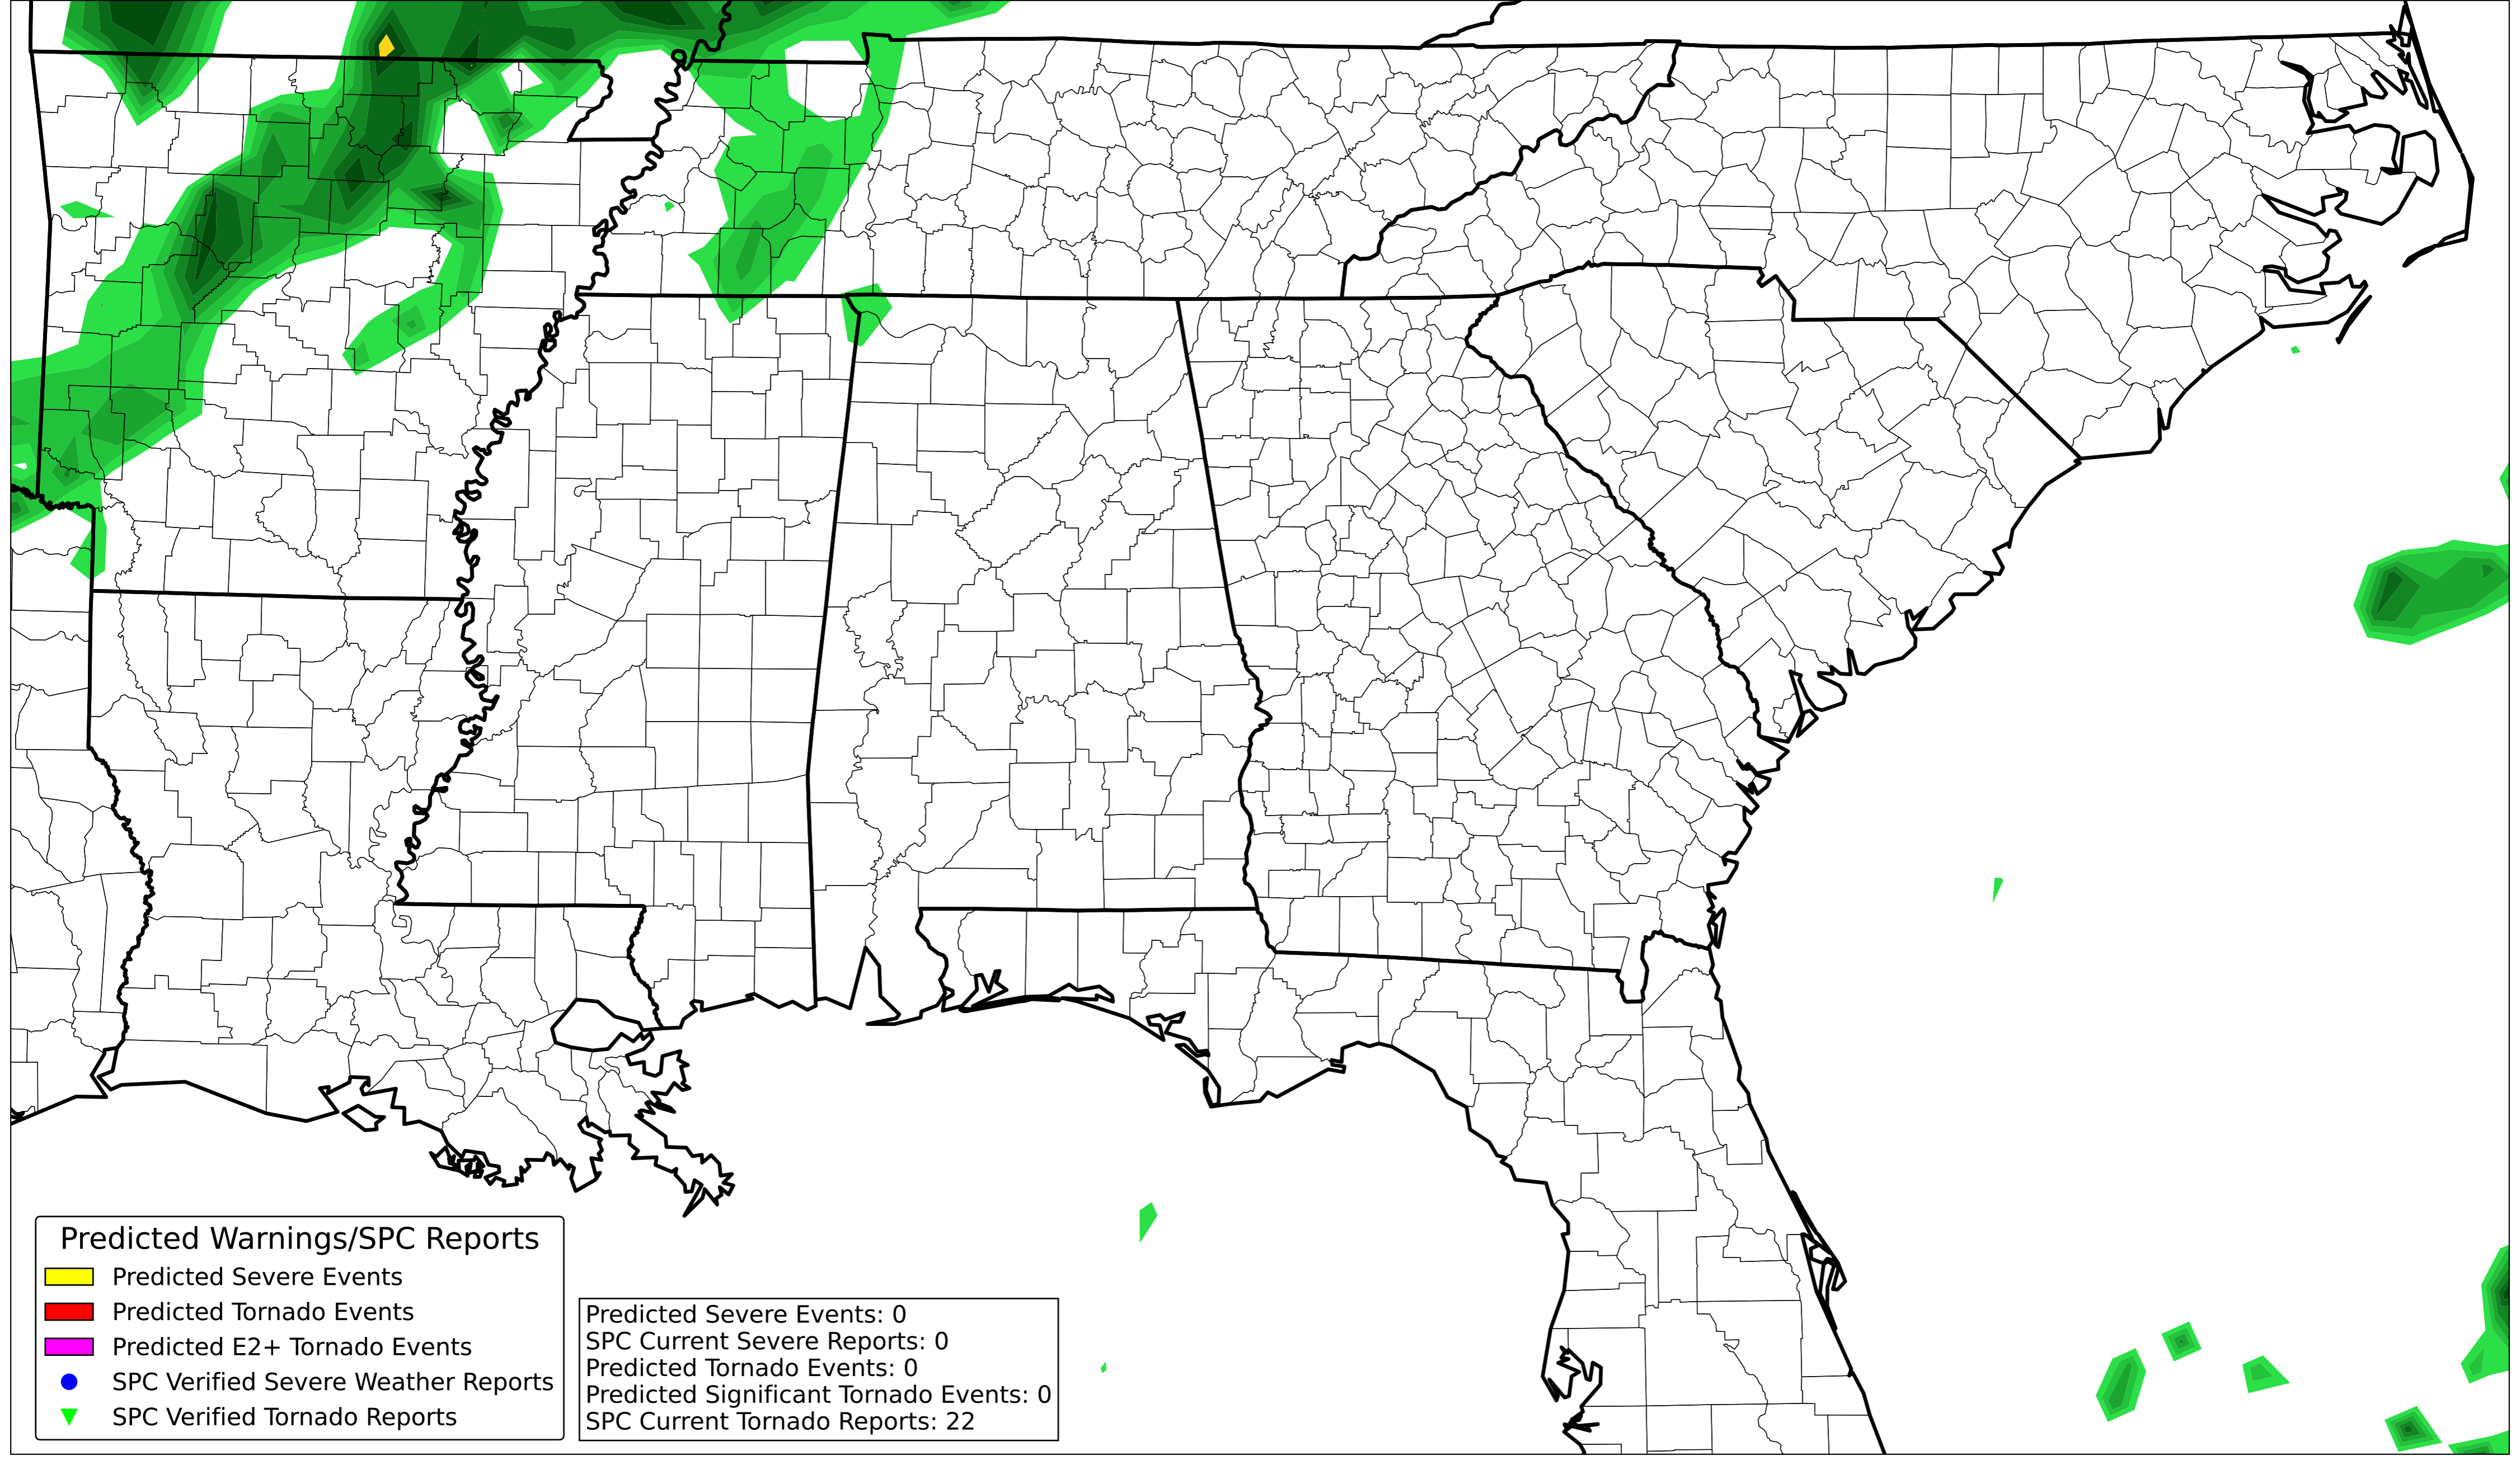 Predicted Warnings/SPC Reports
Predicted Severe Events
Predicted Tornado Events
Predicted E2+ Tornado Events
SPC Verified Severe Weather Reports
SPC Verified Tornado Reports
Predicted Severe Events: 0
SPC Current Severe Reports: 0
Predicted Tornado Events: 0
Predicted Significant Tornado Events: 0
SPC Current Tornado Reports: 22